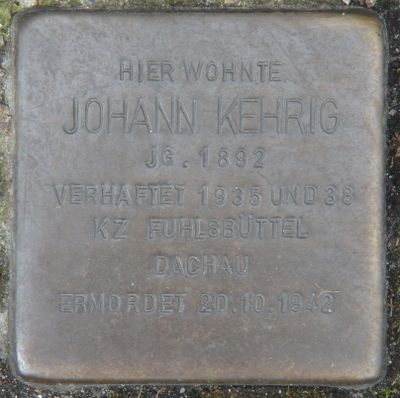 HIER WOHNTE
JOHANN KEHRIG
JG. 1892
VERHAFTET 1935 UND 38
KZ FUHLSBÜTTEL
DACHAU
ERMORDET 20.10.1942